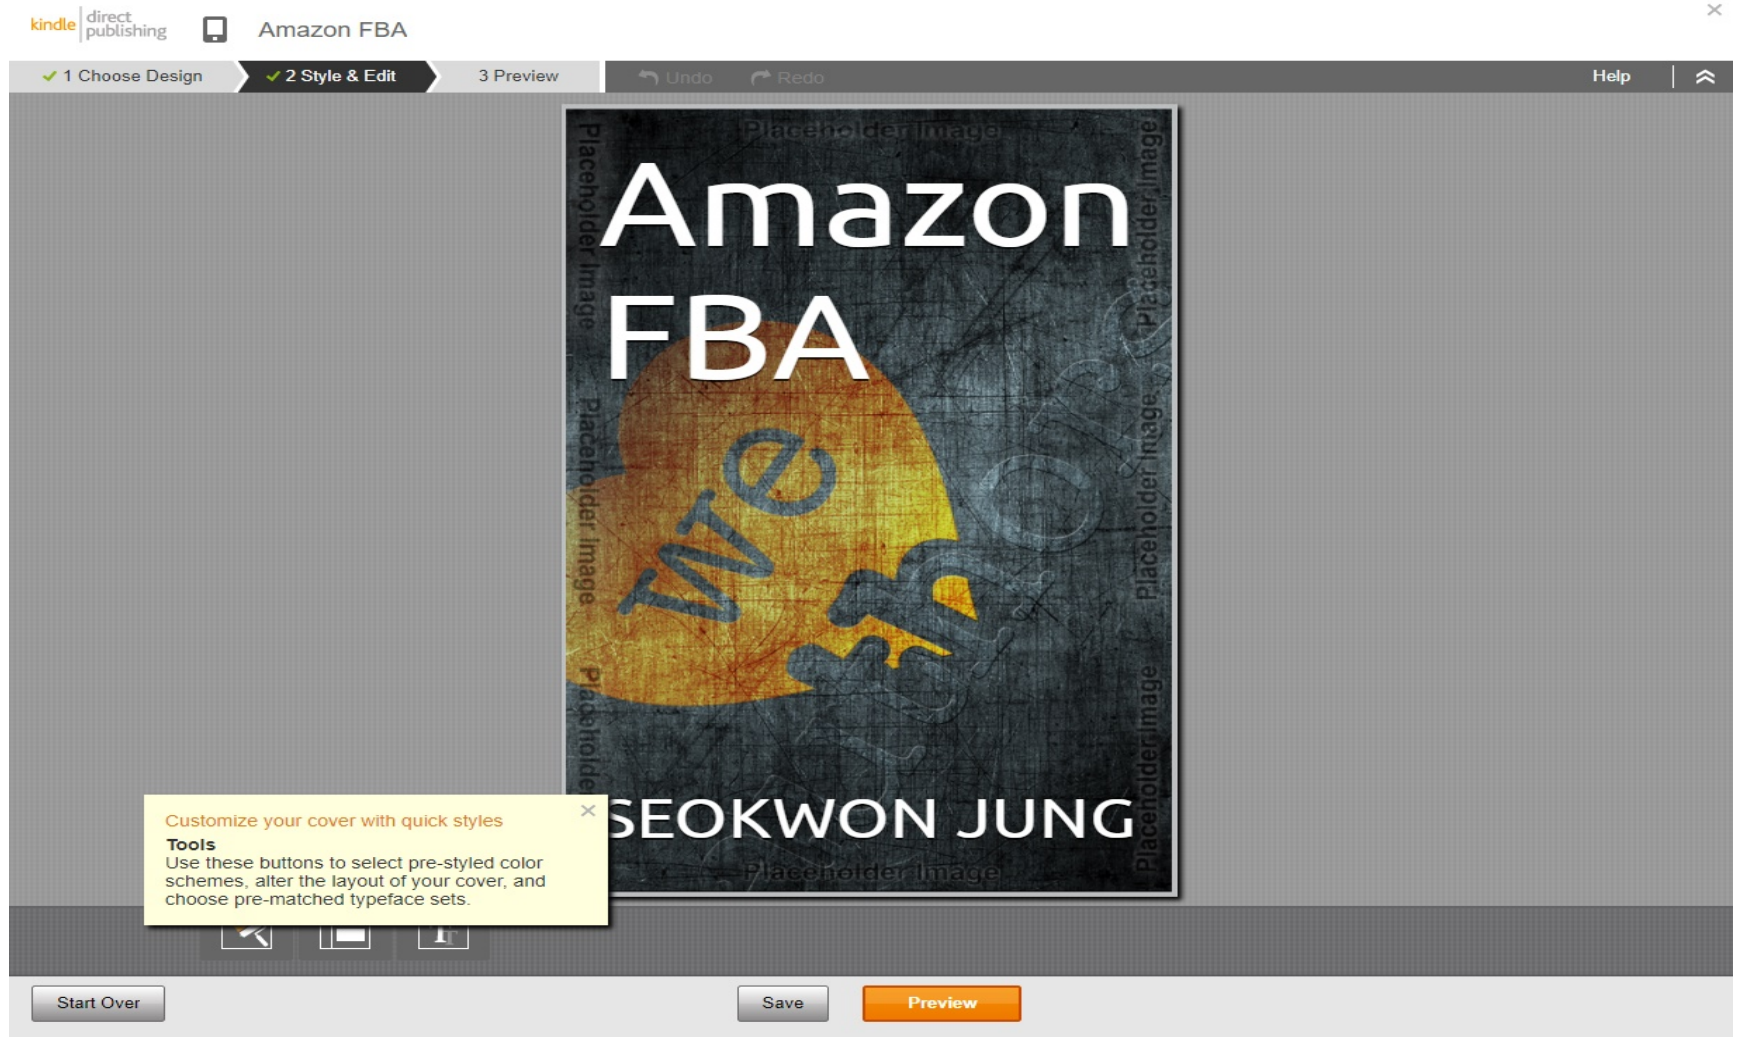 kindle direct publishing Amazon FBA
1 Choose Design 2 Style & Edit 3 Preview Undo Redo Help
Placeholder Image
Amazon
FBA
Placeholder Image
Placeholder Image
Placeholder Image
Placeholder Image
we
Placeholder
Placeholder Image
SEOKWON JUNG
Placeholder Image
Customize your cover with quick styles
Tools
Use these buttons to select pre-styled color
schemes, alter the layout of your cover, and
choose pre-matched typeface sets.
Start Over Save Preview